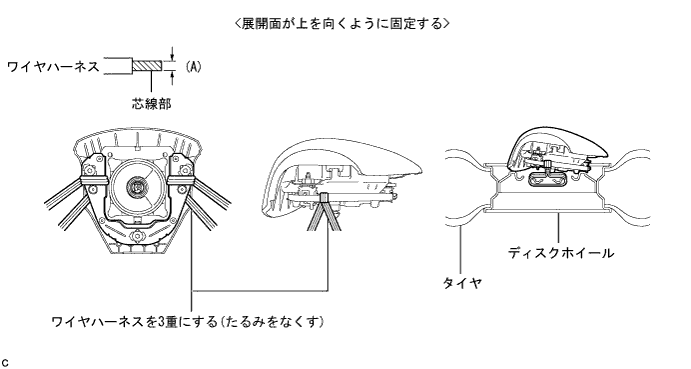 <展開面が上を向くように固定する>
ワイヤハーネス
(A)
芯線部
ディスクホイール
タイヤ
ワイヤハーネスを3重にする(たるみをなくす)
C